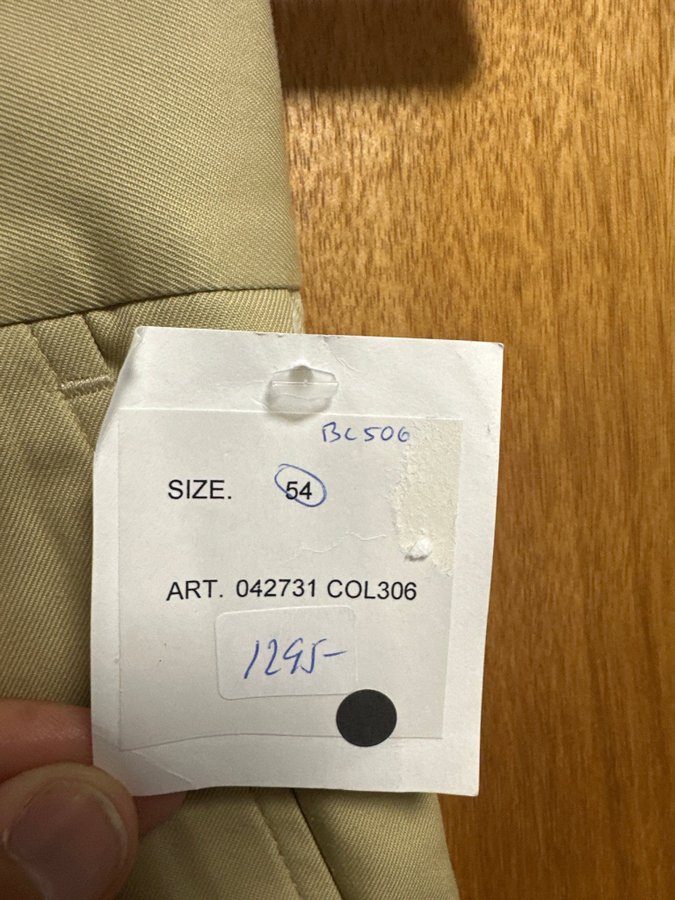 BC506
SIZE. 54
ART. 042731 COL306
1295-